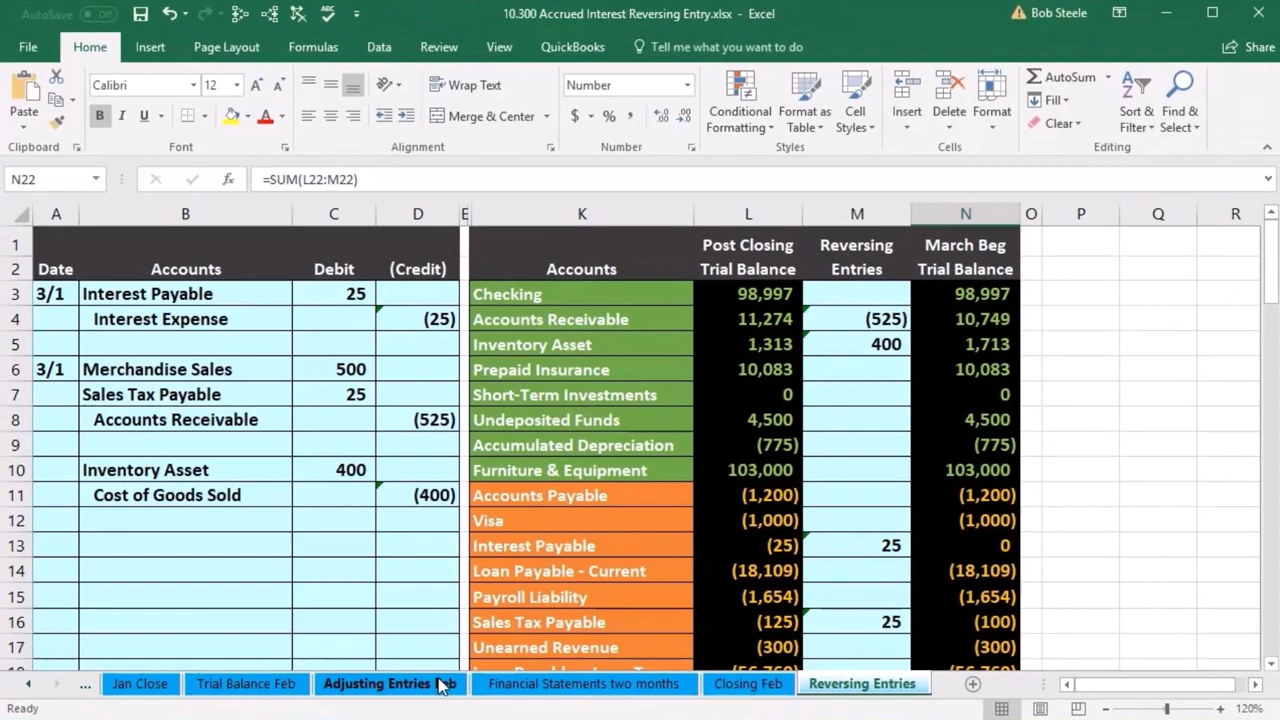 AutoSave Off 10.300 Accrued Interest Reversing Entry.xlsx - Excel Bob Steele
File Home Insert Page Layout Formulas Data Review View QuickBooks Tell me what you want to do Share
Paste Calibri 12 A A Wrap Text Number Conditional Formatting Format as Table Cell Styles Insert Delete Format AutoSum Sort & Filter Find & Select
B I U A Merge & Center $ % , Fill
Clear
Clipboard Font Alignment Number Styles Cells Editing
N22 fx =SUM(L22:M22)
A B C D E K L M N O P Q R
1 Post Closing Reversing March Beg
2 Date Accounts Debit (Credit) Accounts Trial Balance Entries Trial Balance
3 3/1 Interest Payable 25 Checking 98,997 98,997
4 Interest Expense (25) Accounts Receivable 11,274 (525) 10,749
5 Inventory Asset 1,313 400 1,713
6 3/1 Merchandise Sales 500 Prepaid Insurance 10,083 10,083
7 Sales Tax Payable 25 Short-Term Investments 0 0
8 Accounts Receivable (525) Undeposited Funds 4,500 4,500
9 Accumulated Depreciation (775) (775)
10 Inventory Asset 400 Furniture & Equipment 103,000 103,000
11 Cost of Goods Sold (400) Accounts Payable (1,200) (1,200)
12 Visa (1,000) (1,000)
13 Interest Payable (25) 25 0
14 Loan Payable - Current (18,109) (18,109)
15 Payroll Liability (1,654) (1,654)
16 Sales Tax Payable (125) 25 (100)
17 Unearned Revenue (300) (300)
... Jan Close Trial Balance Feb Adjusting Entries Feb Financial Statements two months Closing Feb Reversing Entries
Ready 120%